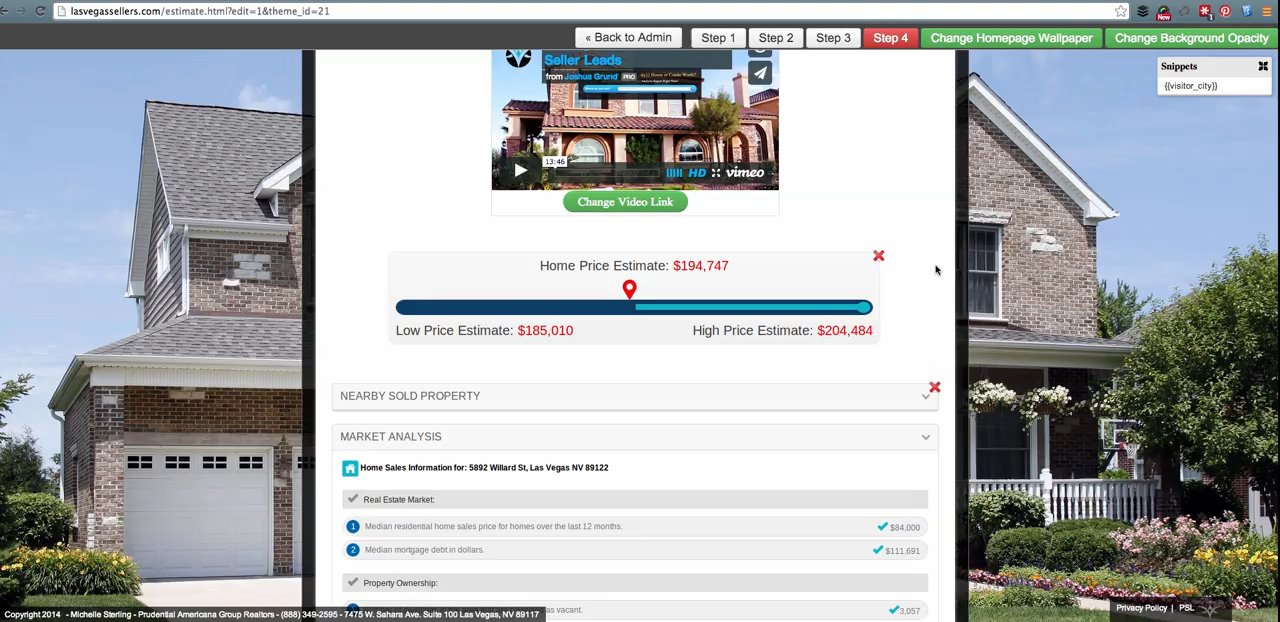 lasvegassellers.com/estimate.html?edit=1&theme_id=21
New
1
« Back to Admin
Step 1
Step 2
Step 3
Step 4
Change Homepage Wallpaper
Change Background Opacity
Snippets
{{visitor_city}}
Seller Leads
from Joshua Grund PRO
13:46
HD
vimeo
Change Video Link
Home Price Estimate: $194,747
Low Price Estimate: $185,010
High Price Estimate: $204,484
NEARBY SOLD PROPERTY
MARKET ANALYSIS
Home Sales Information for: 5892 Willard St, Las Vegas NV 89122
Real Estate Market:
1 Median residential home sales price for homes over the last 12 months. $84,000
2 Median mortgage debt in dollars. $111,691
Property Ownership:
as vacant. 3,057
Copyright 2014 - Michelle Sterling - Prudential Americana Group Realtors - (888) 349-2595 - 7475 W. Sahara Ave. Suite 100 Las Vegas, NV 89117
Privacy Policy | PSL